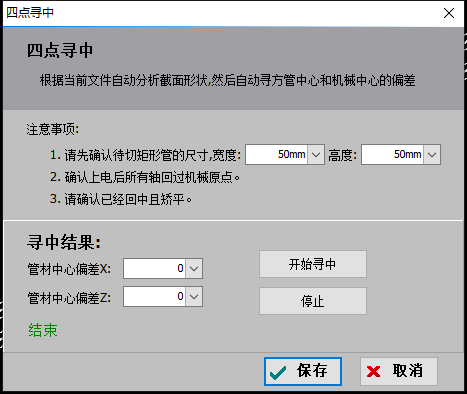 四点寻中
四点寻中
根据当前文件自动分析截面形状,然后自动寻方管中心和机械中心的偏差
注意事项:
1. 请先确认待切矩形管的尺寸,宽度: 50mm 高度: 50mm
2. 确认上电后所有轴回过机械原点。
3. 请确认已经回中且矫平。
寻中结果:
管材中心偏差X: 0 开始寻中
管材中心偏差Z: 0 停止
结束
保存 取消